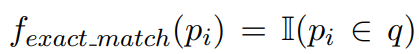 f_{exact_match}(p_i) = 𝕀(p_i ∈ q)